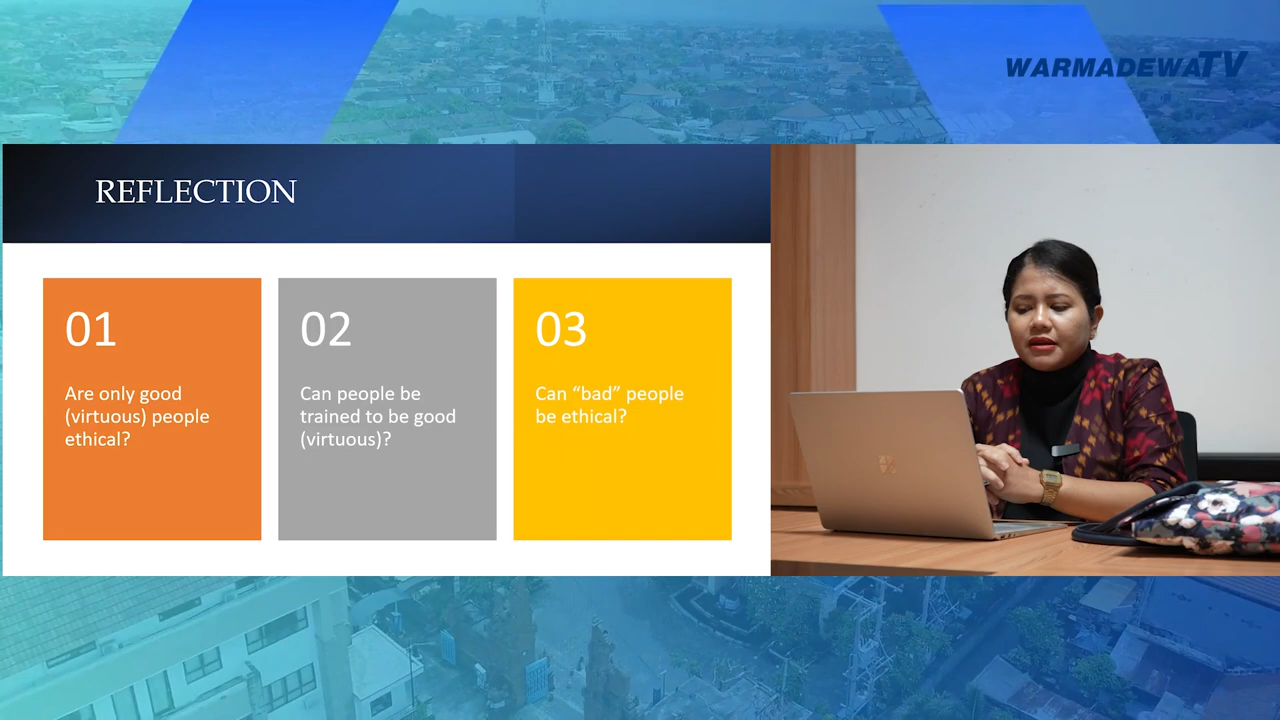 WARMADEWATV
REFLECTION
01
Are only good
(virtuous) people
ethical?
02
Can people be
trained to be good
(virtuous)?
03
Can “bad” people
be ethical?